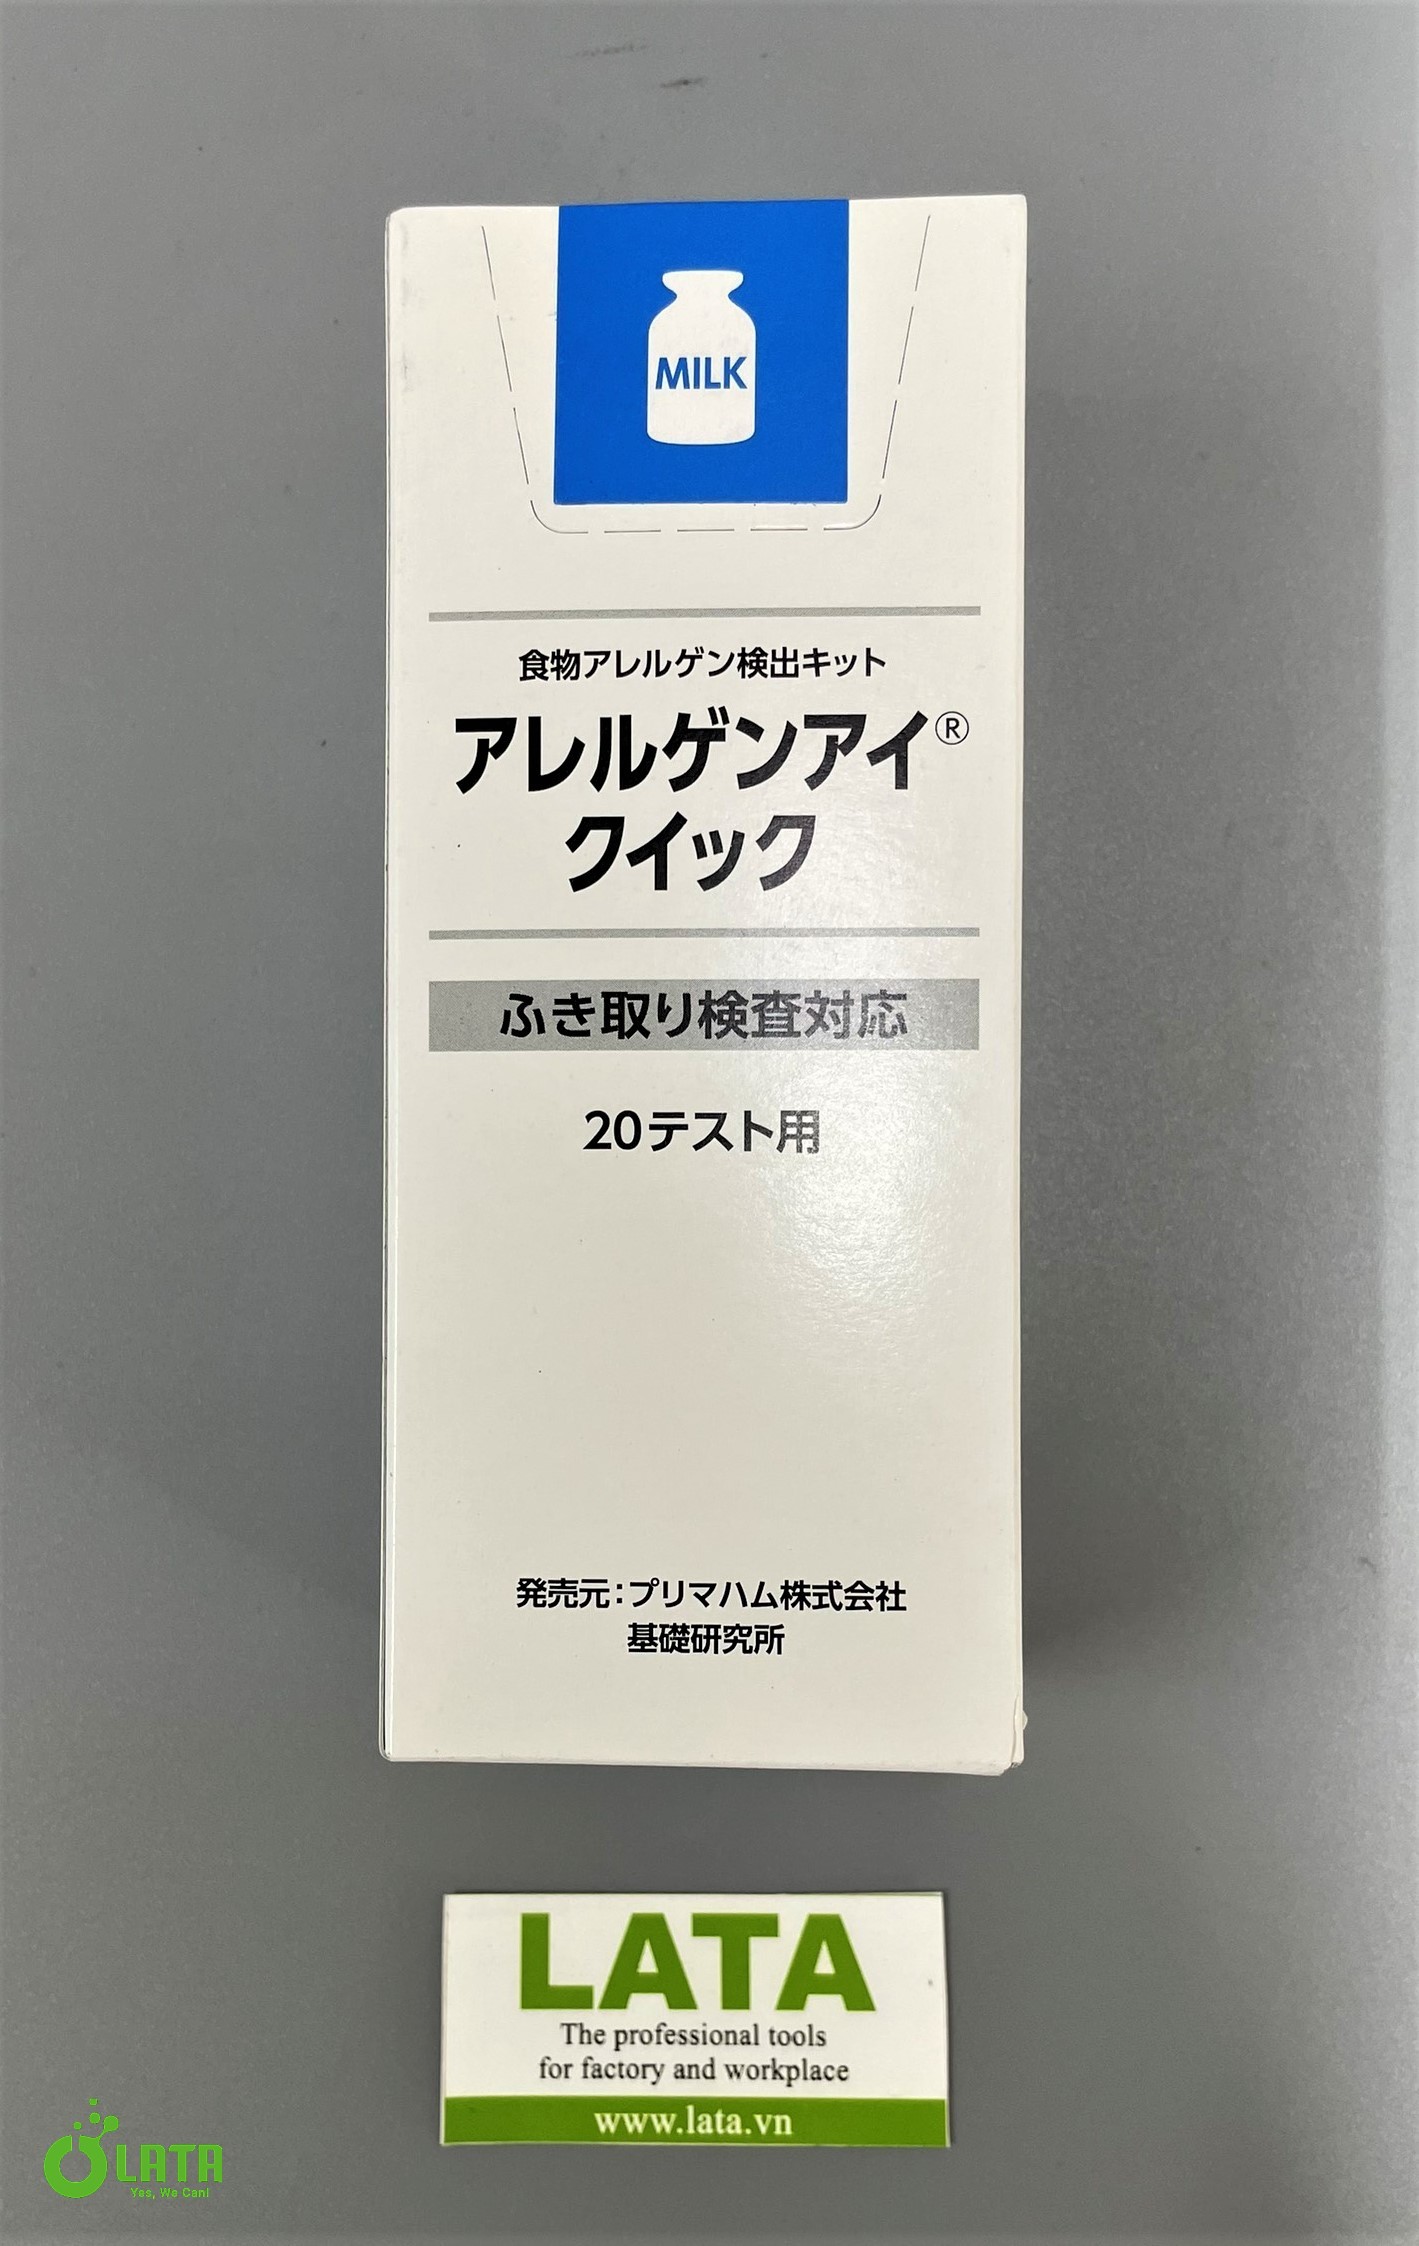 MILK
食物アレルゲン検出キット
アレルゲンアイ®
クイック
ふき取り検査対応
20テスト用
発売元:プリマハム株式会社
基礎研究所
LATA
The professional tools
for factory and workplace
www.lata.vn
LATA
Yes, We Can!